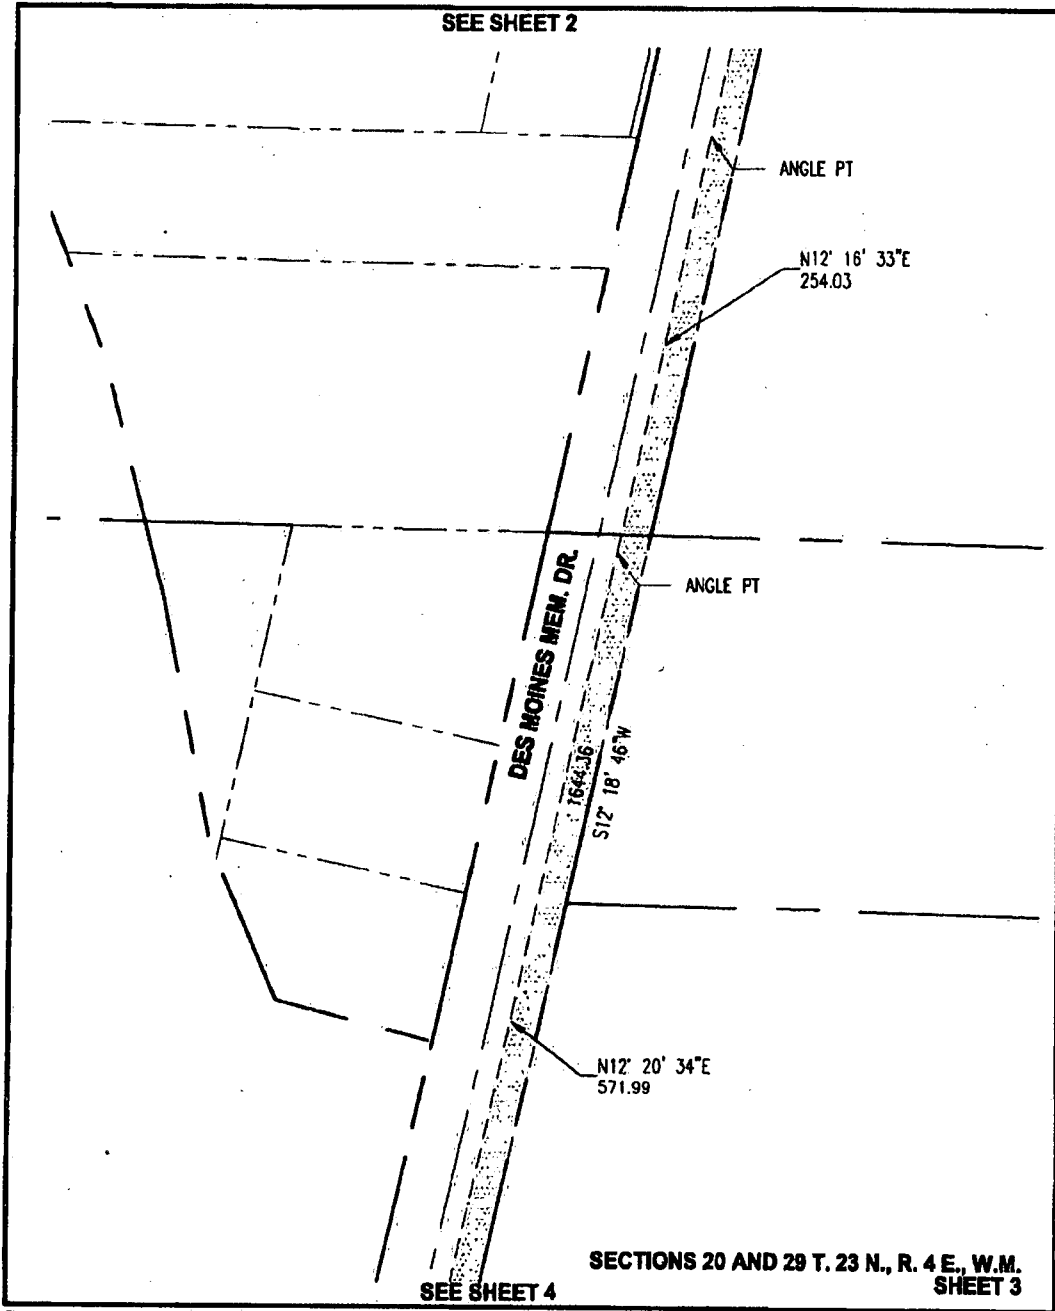 SEE SHEET 2
ANGLE PT
N12° 16' 33"E
254.03
ANGLE PT
DES MOINES MEM. DR.
1644.36
S12° 18' 46"W
N12° 20' 34"E
571.99
SECTIONS 20 AND 29 T. 23 N., R. 4 E., W.M.
SHEET 3
SEE SHEET 4